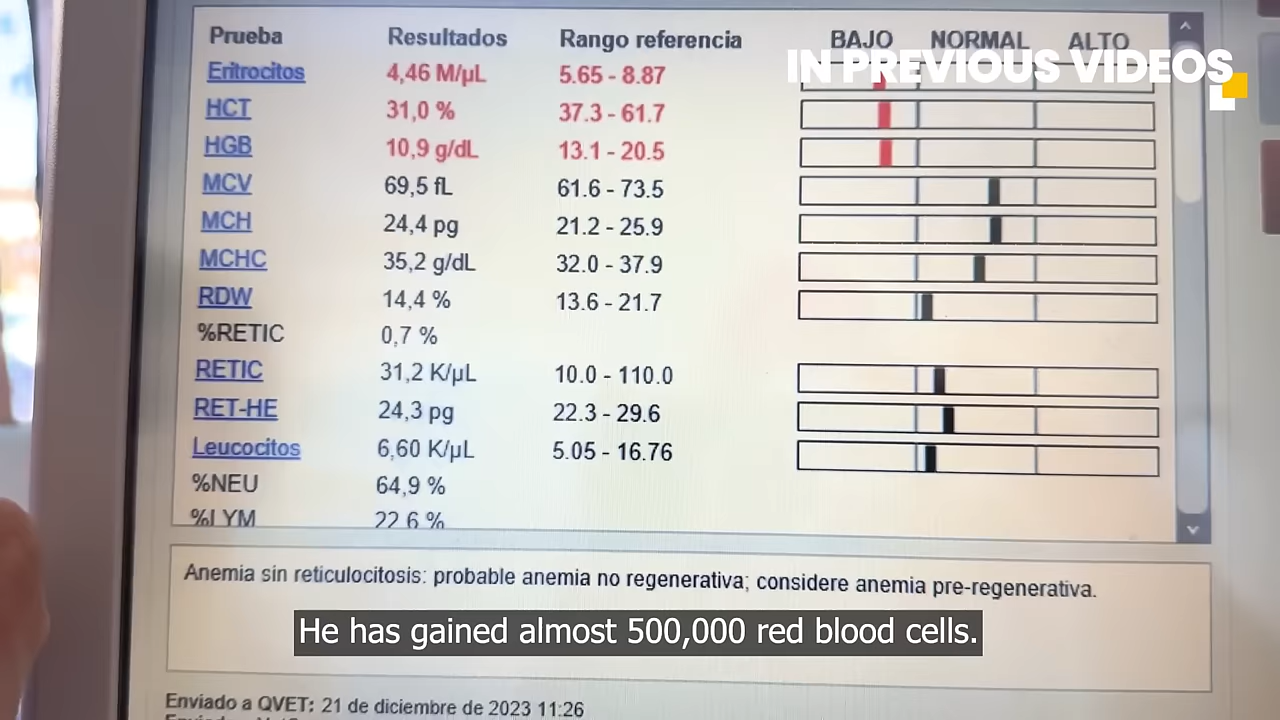 Prueba Resultados Rango referencia BAJO NORMAL ALTO
IN PREVIOUS VIDEOS
Eritrocitos 4,46 M/µL 5.65 - 8.87
HCT 31,0 % 37.3 - 61.7
HGB 10,9 g/dL 13.1 - 20.5
MCV 69,5 fL 61.6 - 73.5
MCH 24,4 pg 21.2 - 25.9
MCHC 35,2 g/dL 32.0 - 37.9
RDW 14,4 % 13.6 - 21.7
%RETIC 0,7 %
RETIC 31,2 K/µL 10.0 - 110.0
RET-HE 24,3 pg 22.3 - 29.6
Leucocitos 6,60 K/µL 5.05 - 16.76
%NEU 64,9 %
%LYM 22,6 %
Anemia sin reticulocitosis: probable anemia no regenerativa; considere anemia pre-regenerativa.
He has gained almost 500,000 red blood cells.
Enviado a QVET: 21 de diciembre de 2023 11:26